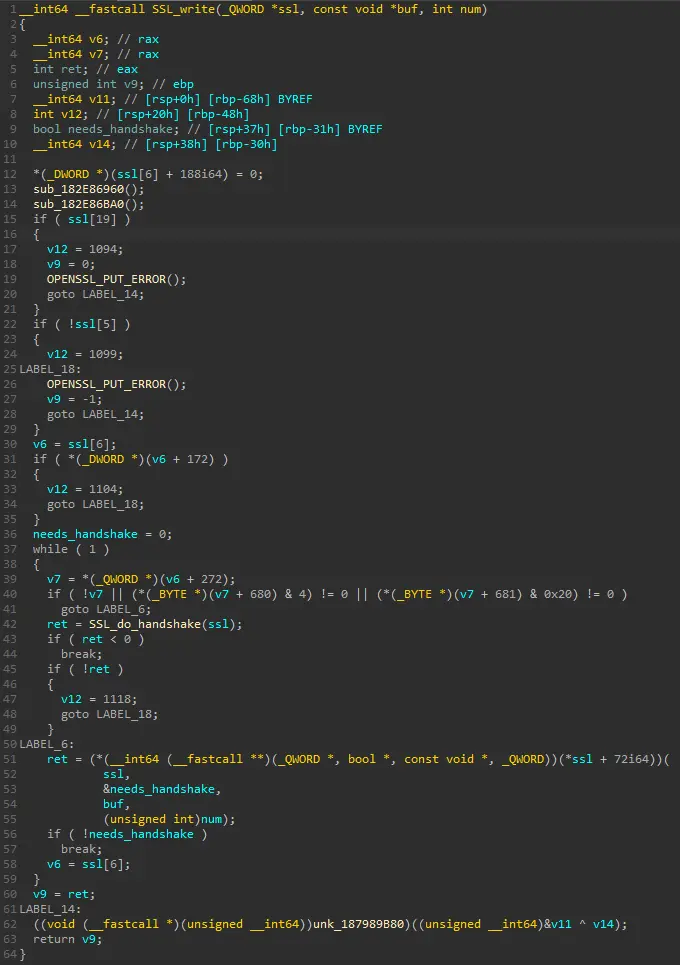 1 __int64 __fastcall SSL_write(_QWORD *ssl, const void *buf, int num)
2 {
3 __int64 v6; // rax
4 __int64 v7; // rax
5 int ret; // eax
6 unsigned int v9; // ebp
7 __int64 v11; // [rsp+0h] [rbp-68h] BYREF
8 int v12; // [rsp+20h] [rbp-48h]
9 bool needs_handshake; // [rsp+37h] [rbp-31h] BYREF
10 __int64 v14; // [rsp+38h] [rbp-30h]
11
12 *(_DWORD *)(ssl[6] + 188i64) = 0;
13 sub_182E86960();
14 sub_182E86BA0();
15 if ( ssl[19] )
16 {
17 v12 = 1094;
18 v9 = 0;
19 OPENSSL_PUT_ERROR();
20 goto LABEL_14;
21 }
22 if ( !ssl[5] )
23 {
24 v12 = 1099;
25 LABEL_18:
26 OPENSSL_PUT_ERROR();
27 v9 = -1;
28 goto LABEL_14;
29 }
30 v6 = ssl[6];
31 if ( *(_DWORD *)(v6 + 172) )
32 {
33 v12 = 1104;
34 goto LABEL_18;
35 }
36 needs_handshake = 0;
37 while ( 1 )
38 {
39 v7 = *(_QWORD *)(v6 + 272);
40 if ( !v7 || (*(_BYTE *)(v7 + 680) & 4) != 0 || (*(_BYTE *)(v7 + 681) & 0x20) != 0 )
41 goto LABEL_6;
42 ret = SSL_do_handshake(ssl);
43 if ( ret < 0 )
44 break;
45 if ( !ret )
46 {
47 v12 = 1118;
48 goto LABEL_18;
49 }
50 LABEL_6:
51 ret = (*(__int64 (__fastcall **)(_QWORD *, bool *, const void *, _QWORD))(*ssl + 72i64))(
52 ssl,
53 &needs_handshake,
54 buf,
55 (unsigned int)num);
56 if ( !needs_handshake )
57 break;
58 v6 = ssl[6];
59 }
60 v9 = ret;
61 LABEL_14:
62 ((void (__fastcall *)(unsigned __int64))unk_187989B80)((unsigned __int64)&v11 ^ v14);
63 return v9;
64 }